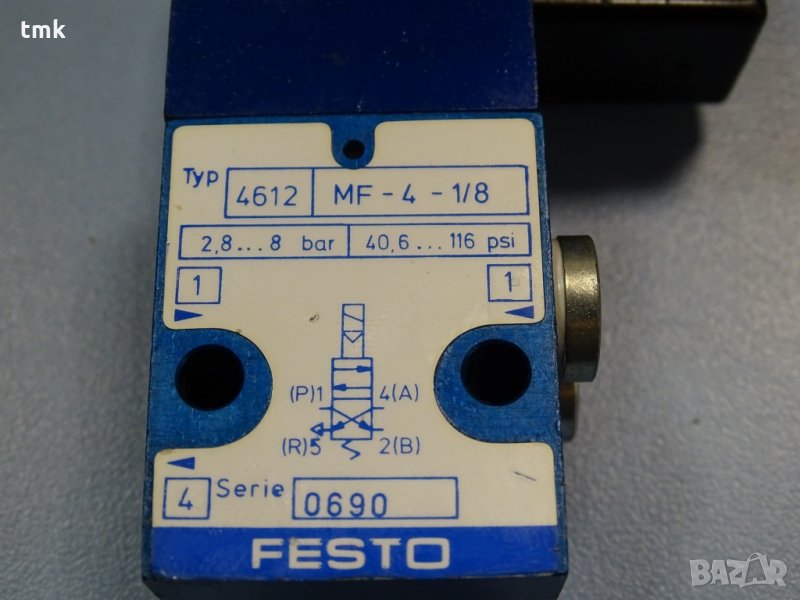 tmk
Typ 4612 MF - 4 - 1/8
2,8...8 bar 40,6...116 psi
1 1
(P)1 4(A)
(R)5 2(B)
4 Serie 0690
FESTO
BAZAR